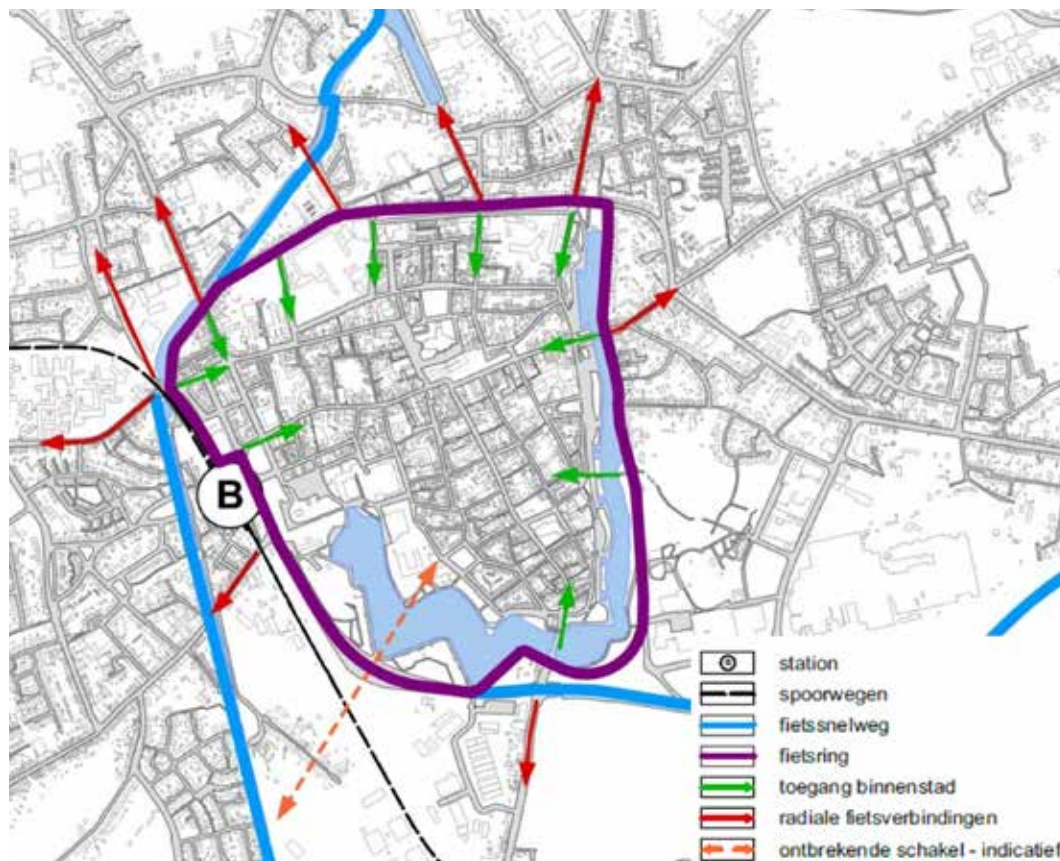 B
station
spoorwegen
fietssnelweg
fietsring
toegang binnenstad
radiale fietsverbindingen
ontbrekende schakel - indicatief